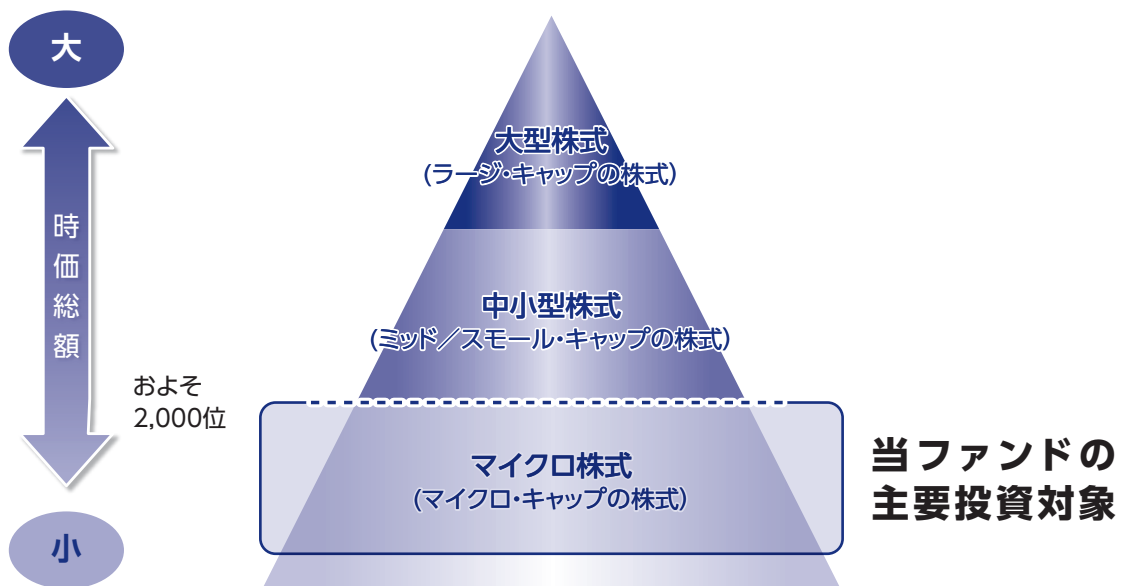 大
時価総額
小
およそ
2,000位
大型株式
(ラージ・キャップの株式)
中小型株式
(ミッド／スモール・キャップの株式)
マイクロ株式
(マイクロ・キャップの株式)
当ファンドの
主要投資対象